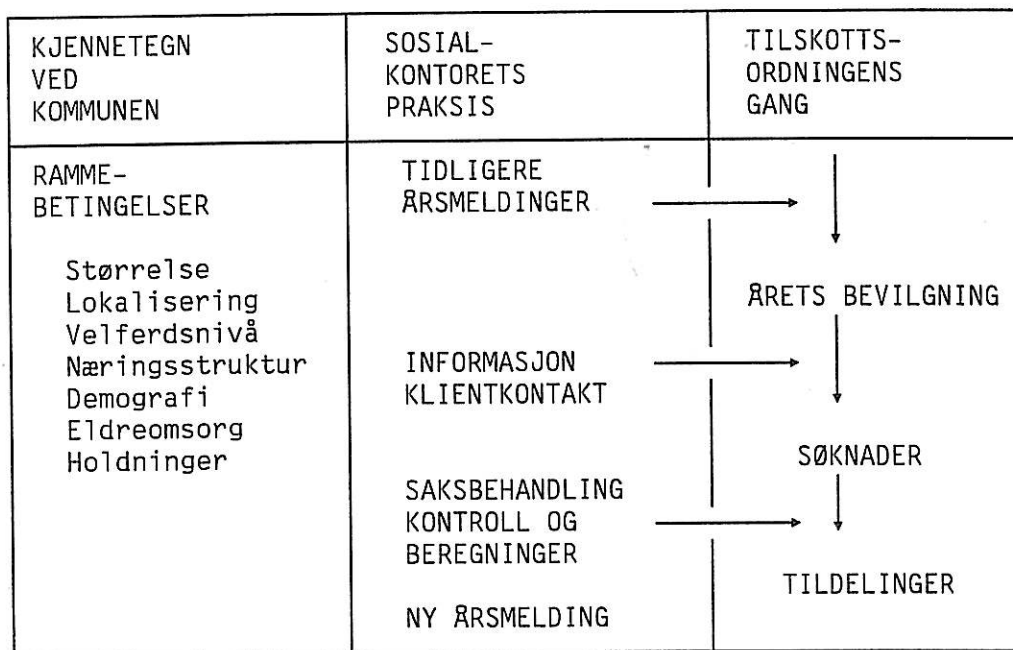 KJENNETEGN
VED
KOMMUNEN
SOSIAL-
KONTORETS
PRAKSIS
TILSKOTTS-
ORDNINGENS
GANG
RAMME-
BETINGELSER
Størrelse
Lokalisering
Velferdsnivå
Næringsstruktur
Demografi
Eldreomsorg
Holdninger
TIDLIGERE
ÅRSMELDINGER
INFORMASJON
KLIENTKONTAKT
SAKSBEHANDLING
KONTROLL OG
BEREGNINGER
NY ÅRSMELDING
ÅRETS BEVILGNING
SØKNADER
TILDELINGER